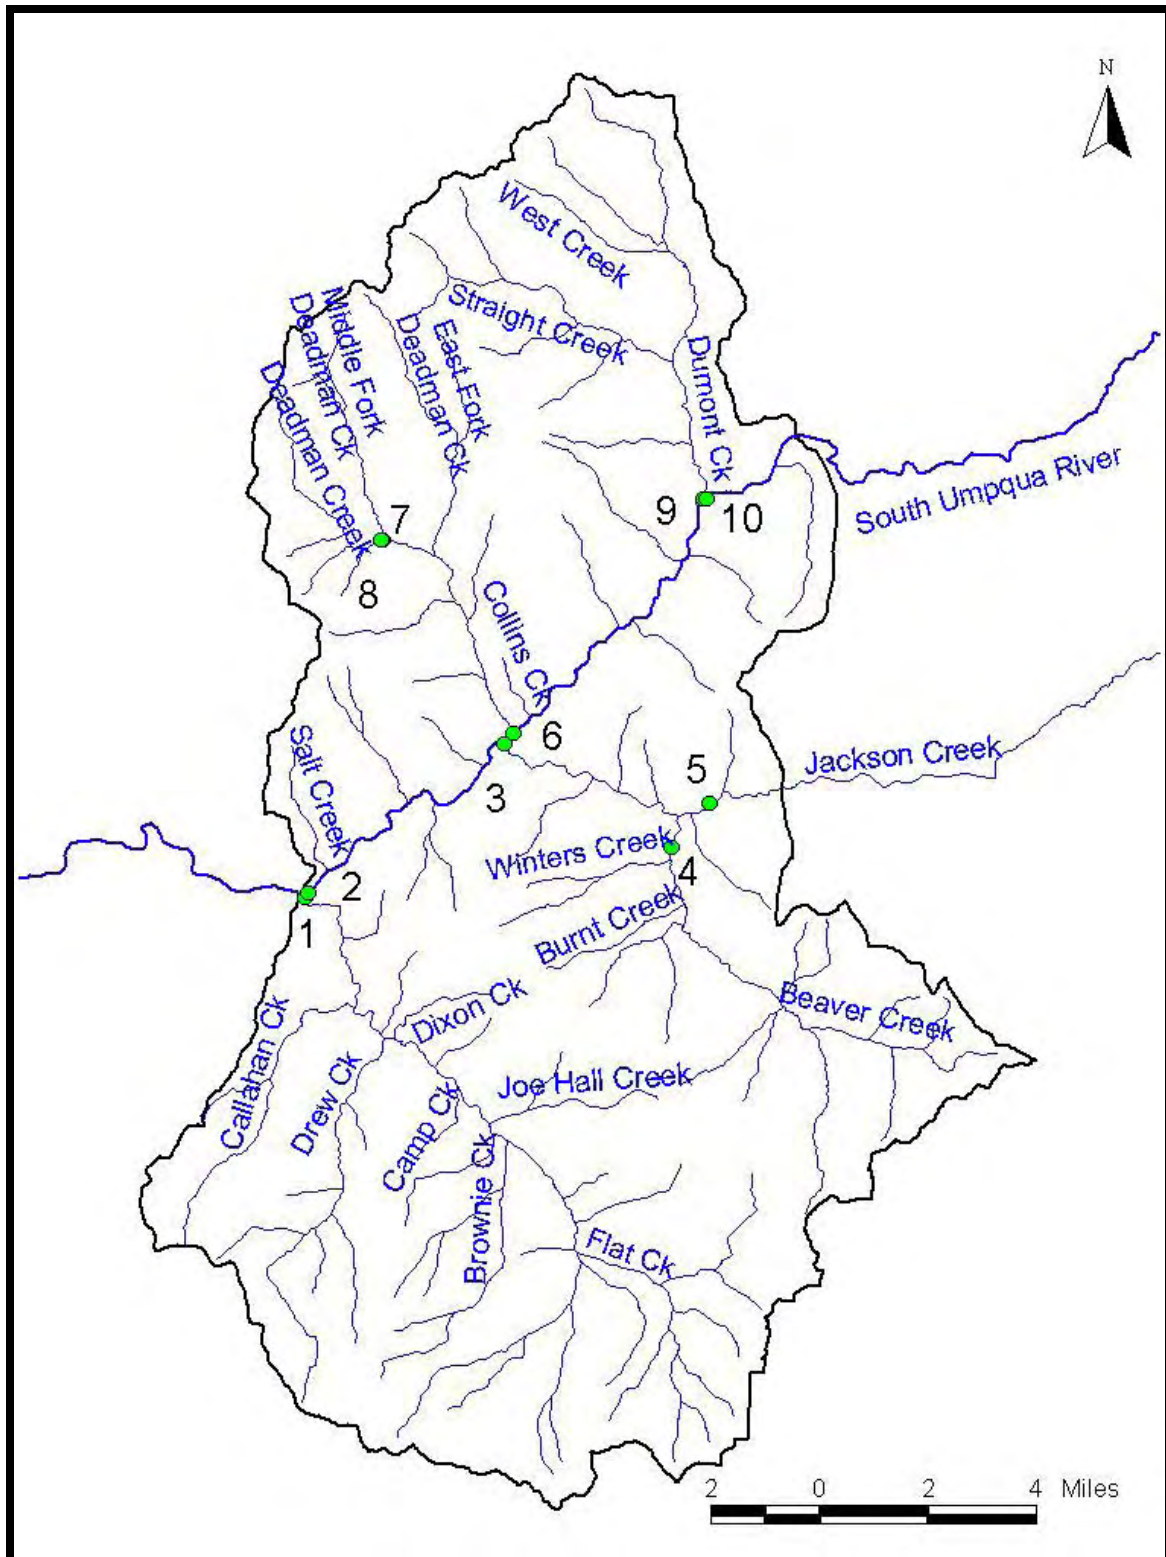 N
West Creek
Straight Creek
Middle Fork
Deadman Ck
East Fork
Deadman Ck
Deadman Creek
Dumont Ck
South Umpqua River
7
9
10
8
Collins Ck
6
3
Salt Creek
5
Jackson Creek
Winters Creek
4
2
1
Burnt Creek
Dixon Ck
Beaver Creek
Callahan Ck
Drew Ck
Joe Hall Creek
Camp Ck
Brownie Ck
Flat Ck
2 0 2 4 Miles